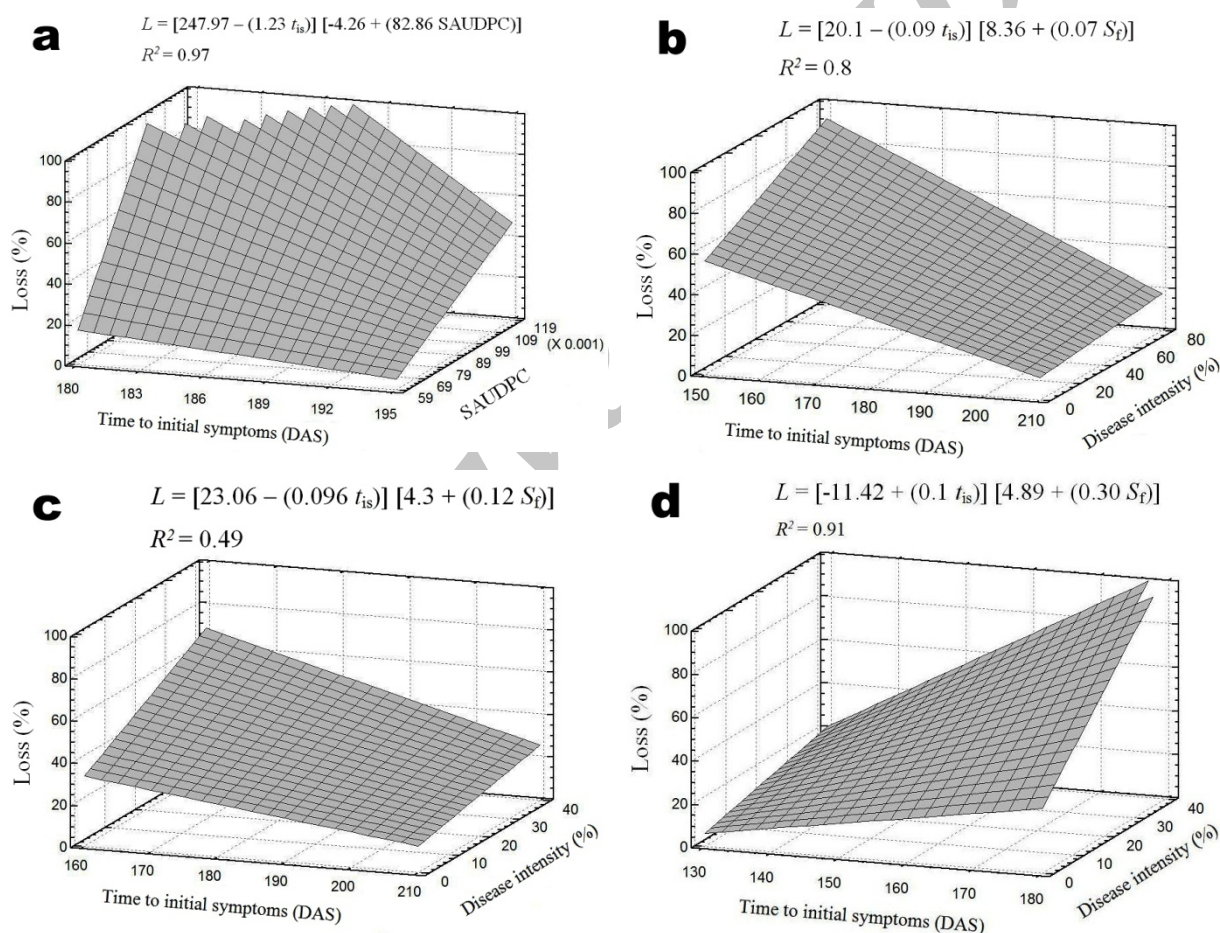 a
L = [247.97 – (1.23 tis)] [-4.26 + (82.86 SAUDPC)]
R² = 0.97
100
80
60
40
20
0
Loss (%)
180 183 186 189 192 195
Time to initial symptoms (DAS)
59 69 79 89 99 109 119
(X 0.001)
SAUDPC
b
L = [20.1 – (0.09 tis)] [8.36 + (0.07 Sf)]
R² = 0.8
100
80
60
40
20
0
Loss (%)
150 160 170 180 190 200 210
Time to initial symptoms (DAS)
0 20 40 60 80
Disease intensity (%)
c
L = [23.06 – (0.096 tis)] [4.3 + (0.12 Sf)]
R² = 0.49
100
80
60
40
20
0
Loss (%)
160 170 180 190 200 210
Time to initial symptoms (DAS)
0 10 20 30 40
Disease intensity (%)
d
L = [-11.42 + (0.1 tis)] [4.89 + (0.30 Sf)]
R² = 0.91
100
80
60
40
20
0
Loss (%)
130 140 150 160 170 180
Time to initial symptoms (DAS)
0 10 20 30 40
Disease intensity (%)